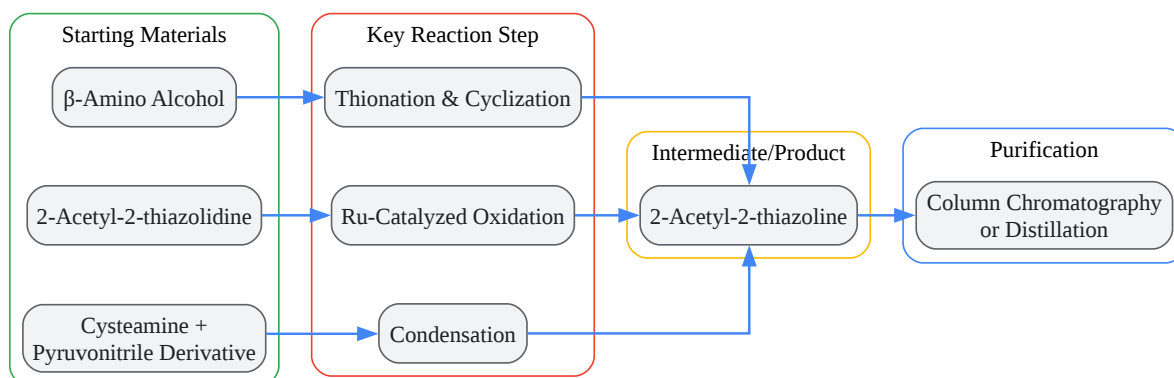 Starting Materials
β-Amino Alcohol
2-Acetyl-2-thiazolidine
Cysteamine +
Pyruvonitrile Derivative
Key Reaction Step
Thionation & Cyclization
Ru-Catalyzed Oxidation
Condensation
Intermediate/Product
2-Acetyl-2-thiazoline
Purification
Column Chromatography
or Distillation